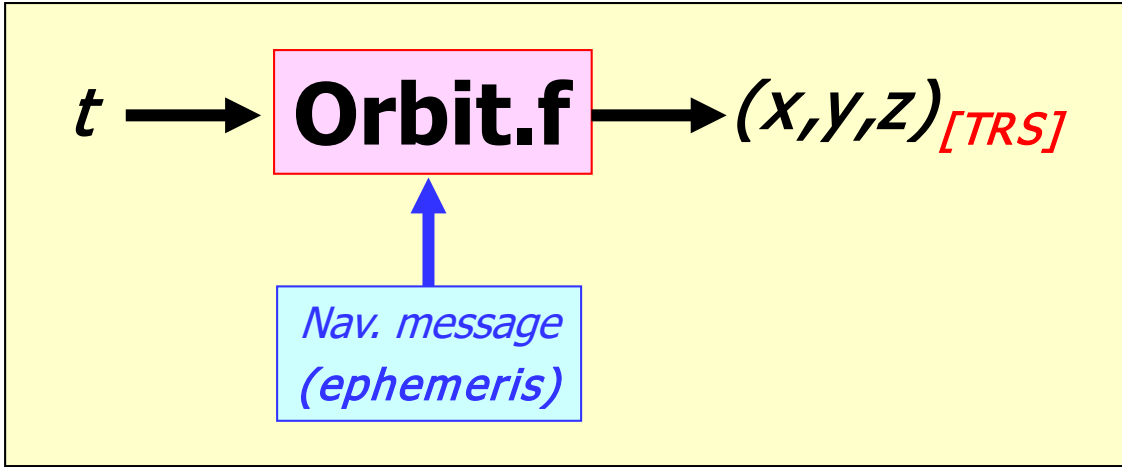 t Orbit.f (x,y,z)[TRS]
Nav. message
(ephemeris)